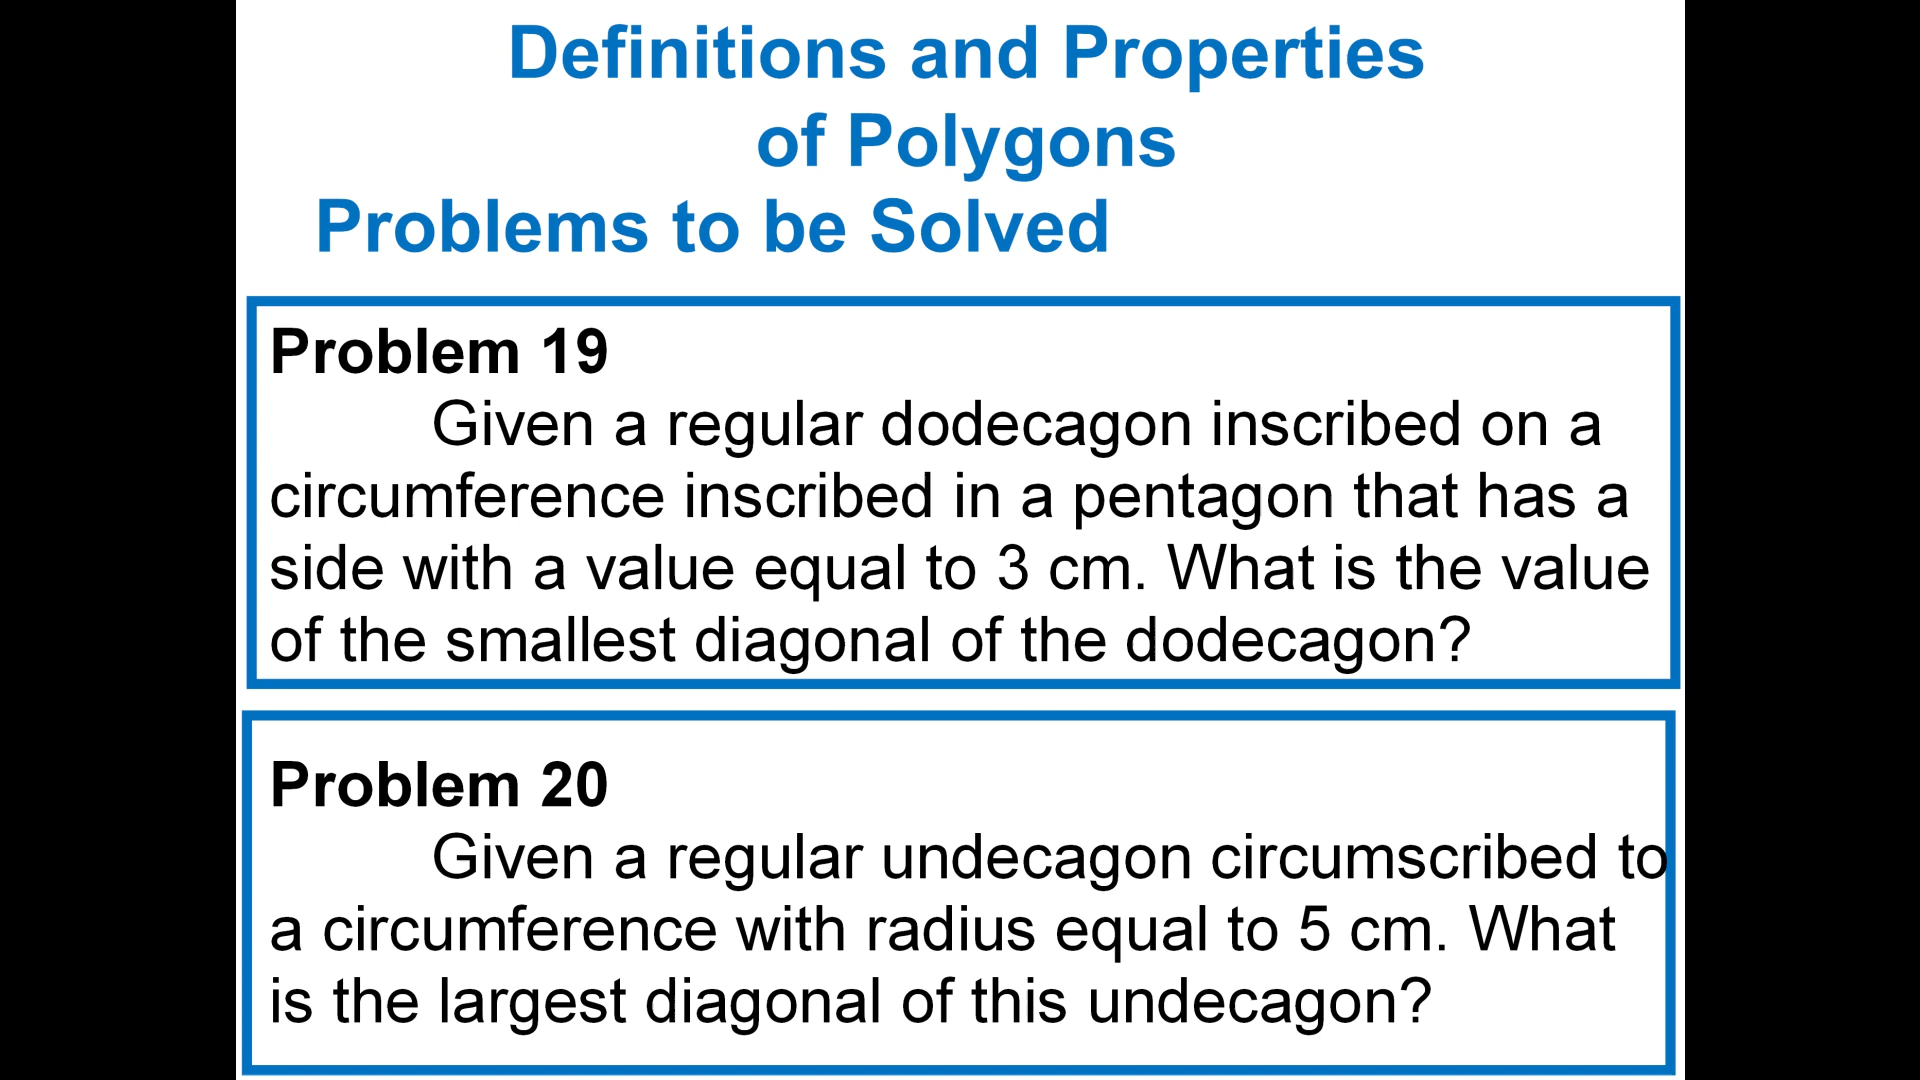 Definitions and Properties
of Polygons
Problems to be Solved
Problem 19
Given a regular dodecagon inscribed on a
circumference inscribed in a pentagon that has a
side with a value equal to 3 cm. What is the value
of the smallest diagonal of the dodecagon?
Problem 20
Given a regular undecagon circumscribed to
a circumference with radius equal to 5 cm. What
is the largest diagonal of this undecagon?